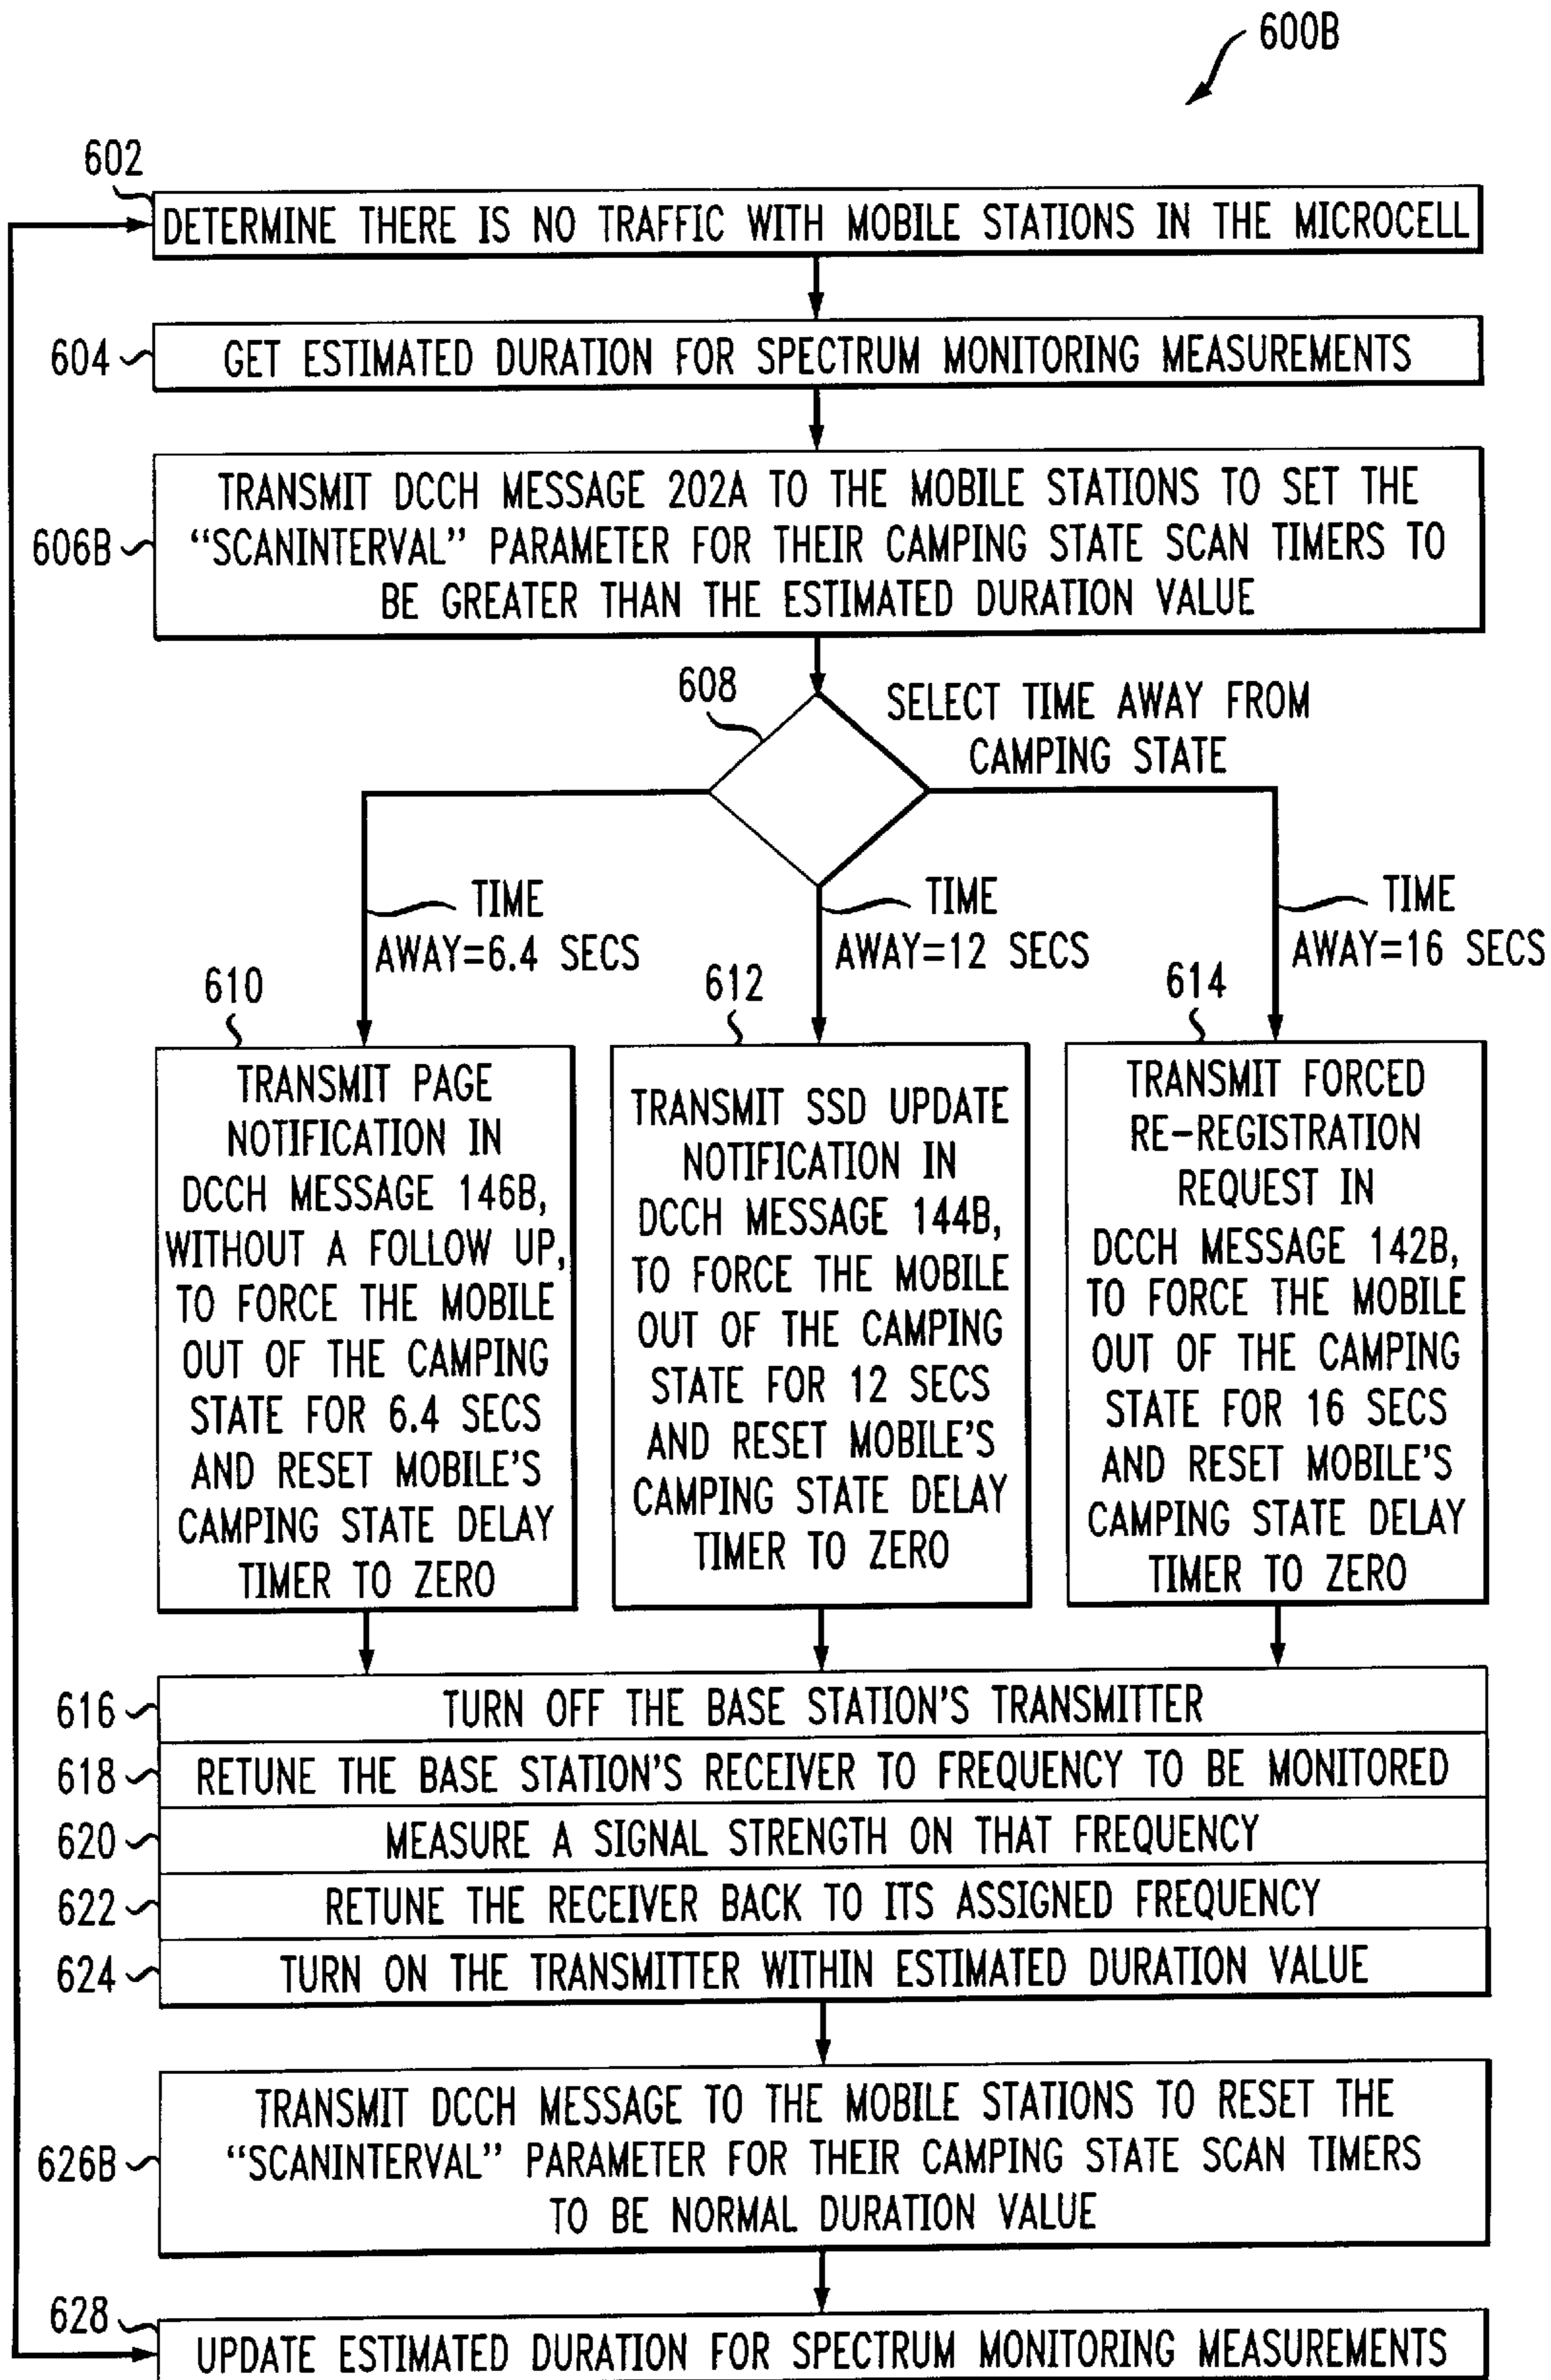 600B
602
DETERMINE THERE IS NO TRAFFIC WITH MOBILE STATIONS IN THE MICROCELL
604
GET ESTIMATED DURATION FOR SPECTRUM MONITORING MEASUREMENTS
606B
TRANSMIT DCCH MESSAGE 202A TO THE MOBILE STATIONS TO SET THE
“SCANINTERVAL” PARAMETER FOR THEIR CAMPING STATE SCAN TIMERS TO
BE GREATER THAN THE ESTIMATED DURATION VALUE
608
SELECT TIME AWAY FROM
CAMPING STATE
TIME
AWAY=6.4 SECS
TIME
AWAY=12 SECS
TIME
AWAY=16 SECS
610
TRANSMIT PAGE
NOTIFICATION IN
DCCH MESSAGE 146B,
WITHOUT A FOLLOW UP,
TO FORCE THE MOBILE
OUT OF THE CAMPING
STATE FOR 6.4 SECS
AND RESET MOBILE'S
CAMPING STATE DELAY
TIMER TO ZERO
612
TRANSMIT SSD UPDATE
NOTIFICATION IN
DCCH MESSAGE 144B,
TO FORCE THE MOBILE
OUT OF THE CAMPING
STATE FOR 12 SECS
AND RESET MOBILE'S
CAMPING STATE DELAY
TIMER TO ZERO
614
TRANSMIT FORCED
RE-REGISTRATION
REQUEST IN
DCCH MESSAGE 142B,
TO FORCE THE MOBILE
OUT OF THE CAMPING
STATE FOR 16 SECS
AND RESET MOBILE'S
CAMPING STATE DELAY
TIMER TO ZERO
616
TURN OFF THE BASE STATION'S TRANSMITTER
618
RETUNE THE BASE STATION'S RECEIVER TO FREQUENCY TO BE MONITORED
620
MEASURE A SIGNAL STRENGTH ON THAT FREQUENCY
622
RETUNE THE RECEIVER BACK TO ITS ASSIGNED FREQUENCY
624
TURN ON THE TRANSMITTER WITHIN ESTIMATED DURATION VALUE
626B
TRANSMIT DCCH MESSAGE TO THE MOBILE STATIONS TO RESET THE
“SCANINTERVAL” PARAMETER FOR THEIR CAMPING STATE SCAN TIMERS
TO BE NORMAL DURATION VALUE
628
UPDATE ESTIMATED DURATION FOR SPECTRUM MONITORING MEASUREMENTS